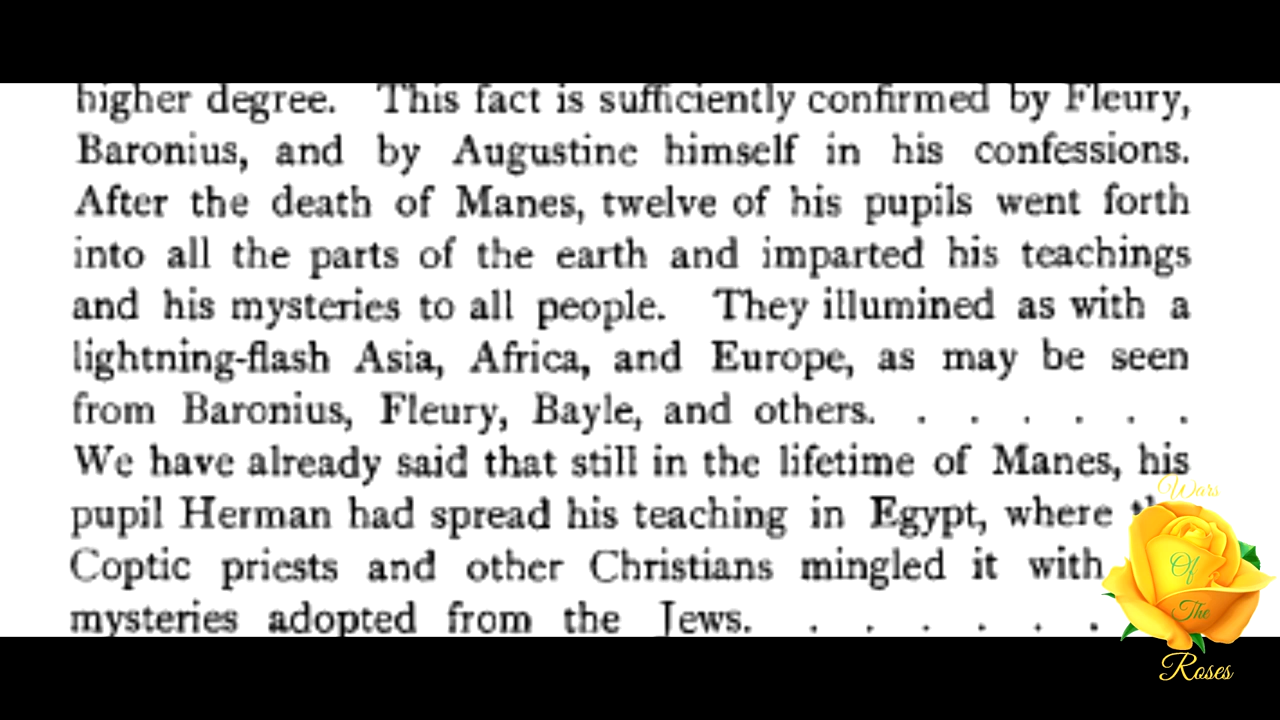 higher degree. This fact is sufficiently confirmed by Fleury,
Baronius, and by Augustine himself in his confessions.
After the death of Manes, twelve of his pupils went forth
into all the parts of the earth and imparted his teachings
and his mysteries to all people. They illumined as with a
lightning-flash Asia, Africa, and Europe, as may be seen
from Baronius, Fleury, Bayle, and others. . . . . . .
We have already said that still in the lifetime of Manes, his
pupil Herman had spread his teaching in Egypt, where
Coptic priests and other Christians mingled it with
mysteries adopted from the Jews. . . . . . .
Wars
Of
The
Roses